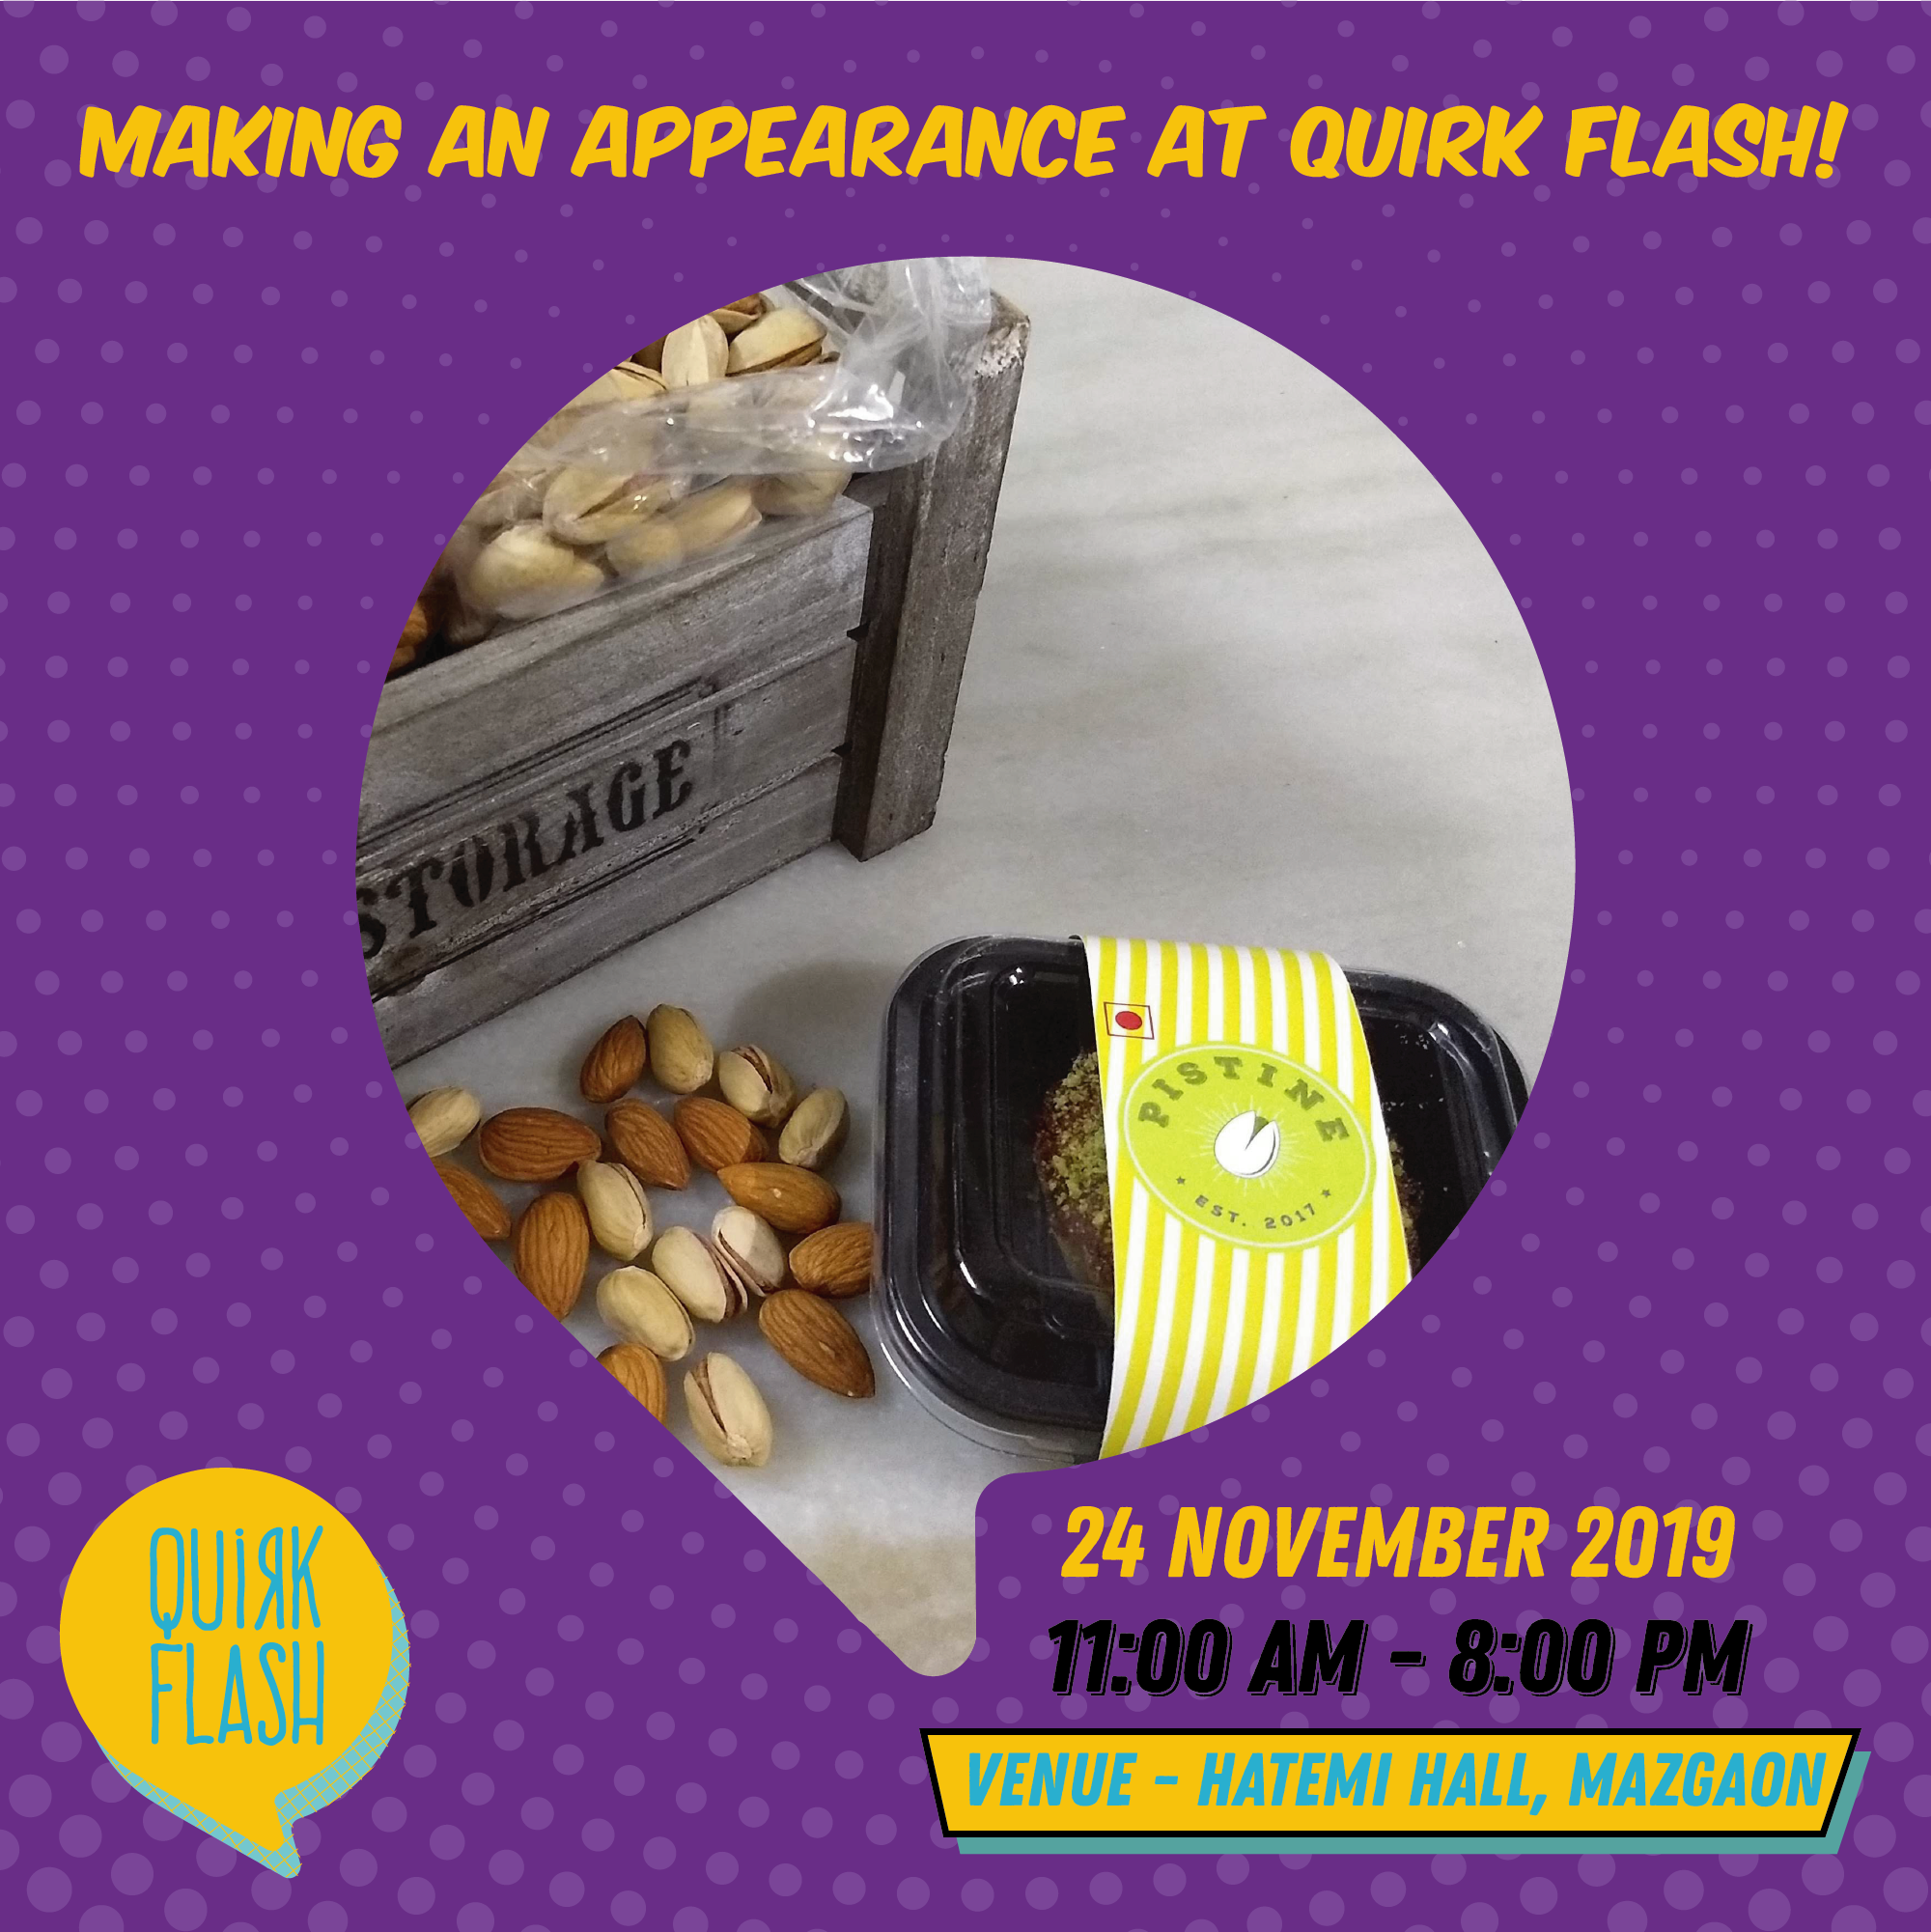 MAKING AN APPEARANCE AT QUIRK FLASH!
STORAGE
PISTINE
EST. 2017
QUiRK
FLASH
24 NOVEMBER 2019
11:00 AM - 8:00 PM
VENUE - HATEMI HALL, MAZGAON